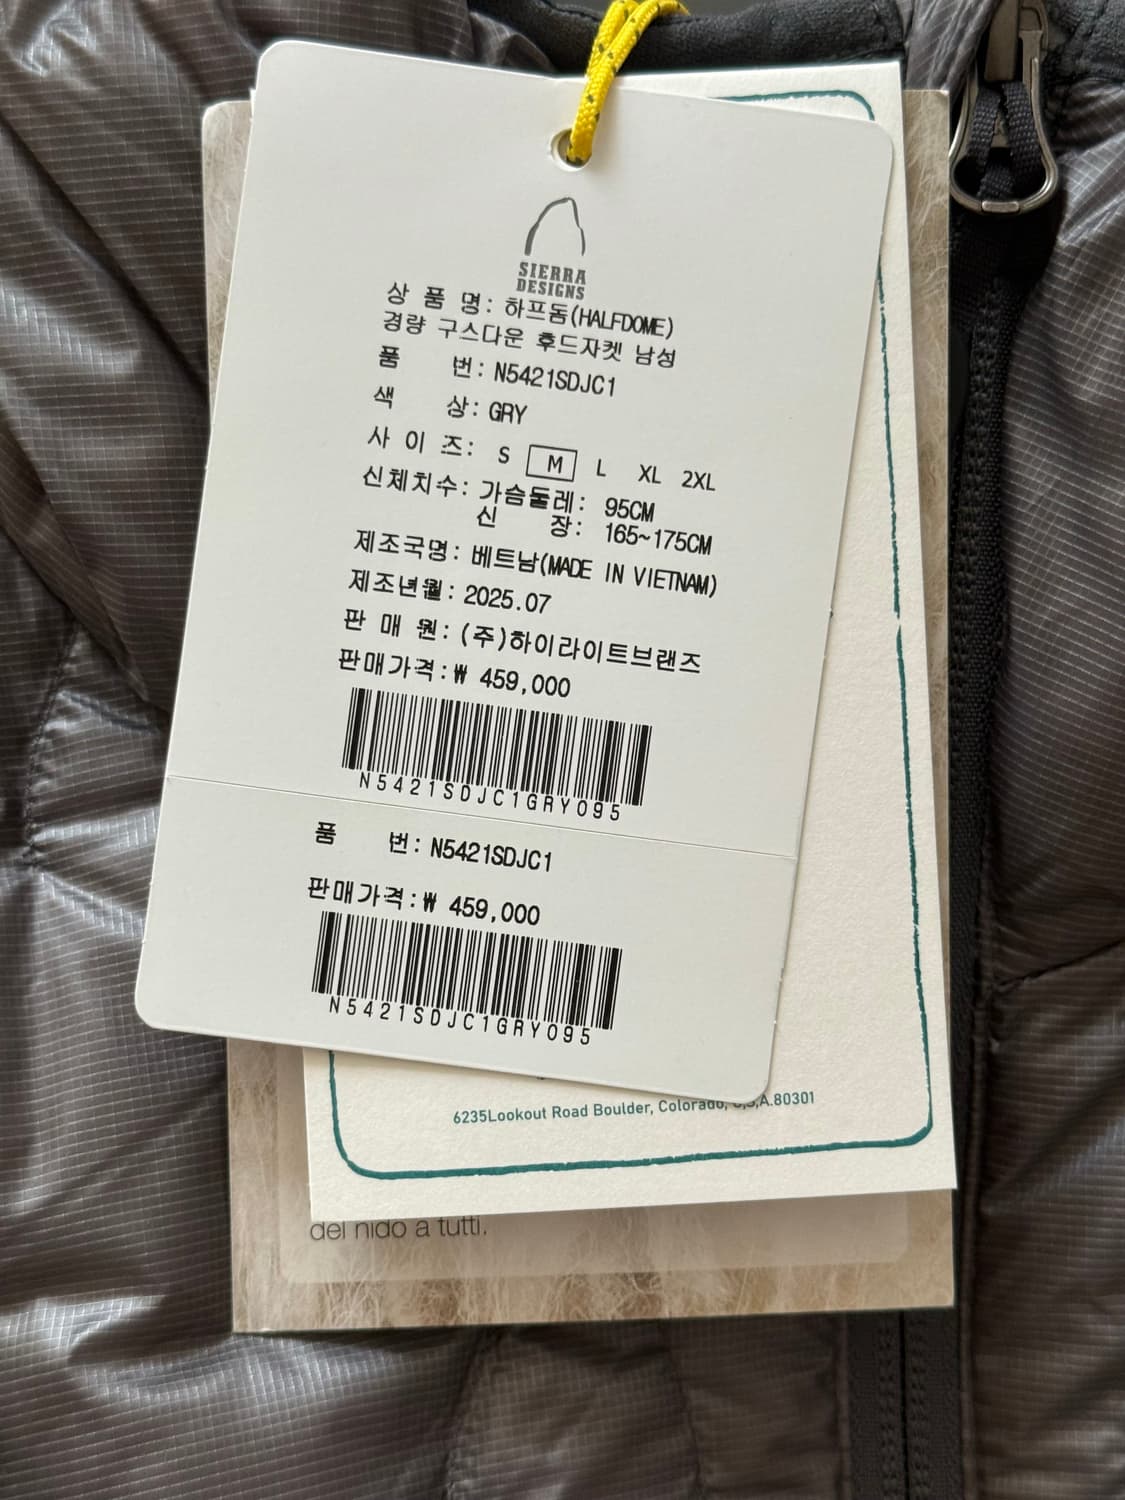 SIERRA
DESIGNS
상 품 명: 하프돔(HALFDOME)
경량 구스다운 후드자켓 남성
품 번: N5421SDJC1
색 상: GRY
사 이 즈: S M L XL 2XL
신체치수: 가슴둘레: 95CM
신 장: 165~175CM
제조국명: 베트남(MADE IN VIETNAM)
제조년월: 2025.07
판 매 원: (주)하이라이트브랜즈
판매가격:₩ 459,000
N5421SDJC1GRY095
품 번: N5421SDJC1
판매가격:₩ 459,000
N5421SDJC1GRY095
6235Lookout Road Boulder, Colorado, U,S,A.80301
del nido a tutti.